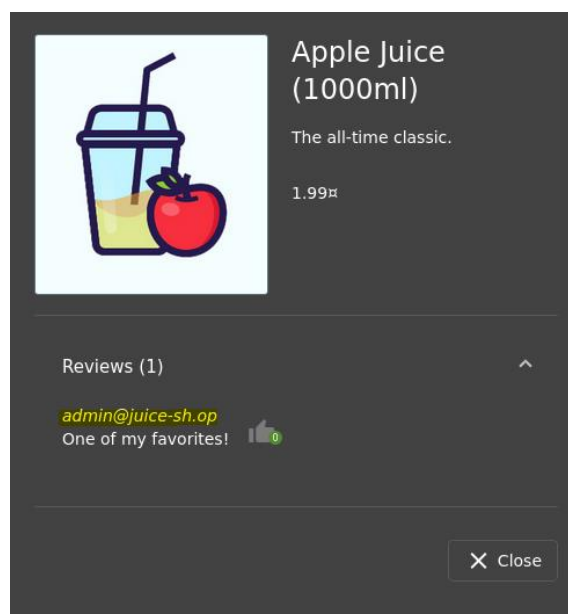 Apple Juice
(1000ml)
The all-time classic.
1.99¤
Reviews (1)
admin@juice-sh.op
One of my favorites!
0
Close